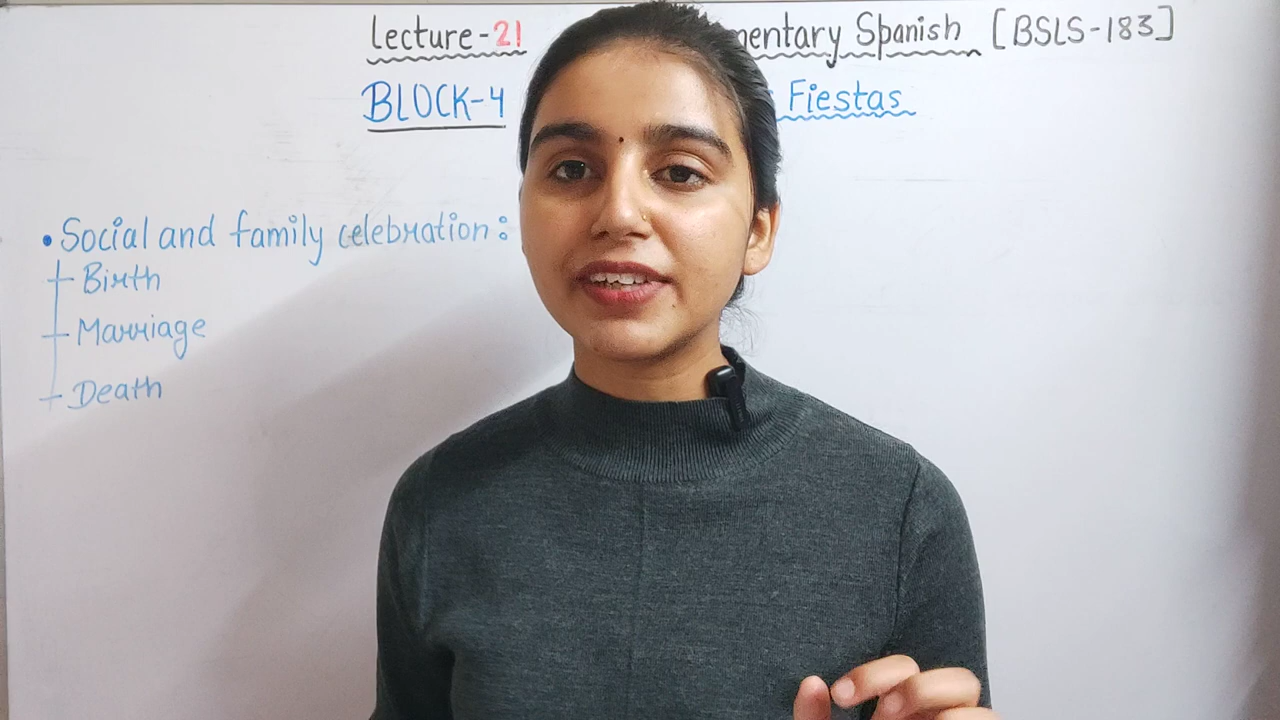 Lecture-21 mentary Spanish [BSLS-183]
BLOCK-4 Fiestas
• Social and family celebration:
Birth
Marriage
Death